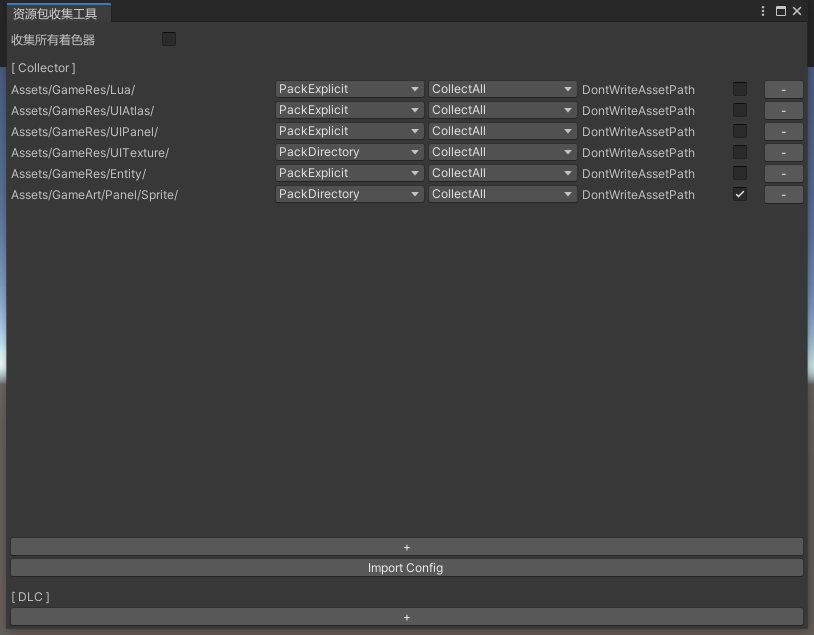 资源包收集工具
收集所有着色器
[ Collector ]
Assets/GameRes/Lua/ PackExplicit CollectAll DontWriteAssetPath -
Assets/GameRes/UIAtlas/ PackExplicit CollectAll DontWriteAssetPath -
Assets/GameRes/UIPanel/ PackExplicit CollectAll DontWriteAssetPath -
Assets/GameRes/UITexture/ PackDirectory CollectAll DontWriteAssetPath -
Assets/GameRes/Entity/ PackExplicit CollectAll DontWriteAssetPath -
Assets/GameArt/Panel/Sprite/ PackDirectory CollectAll DontWriteAssetPath -
+
Import Config
[ DLC ]
+